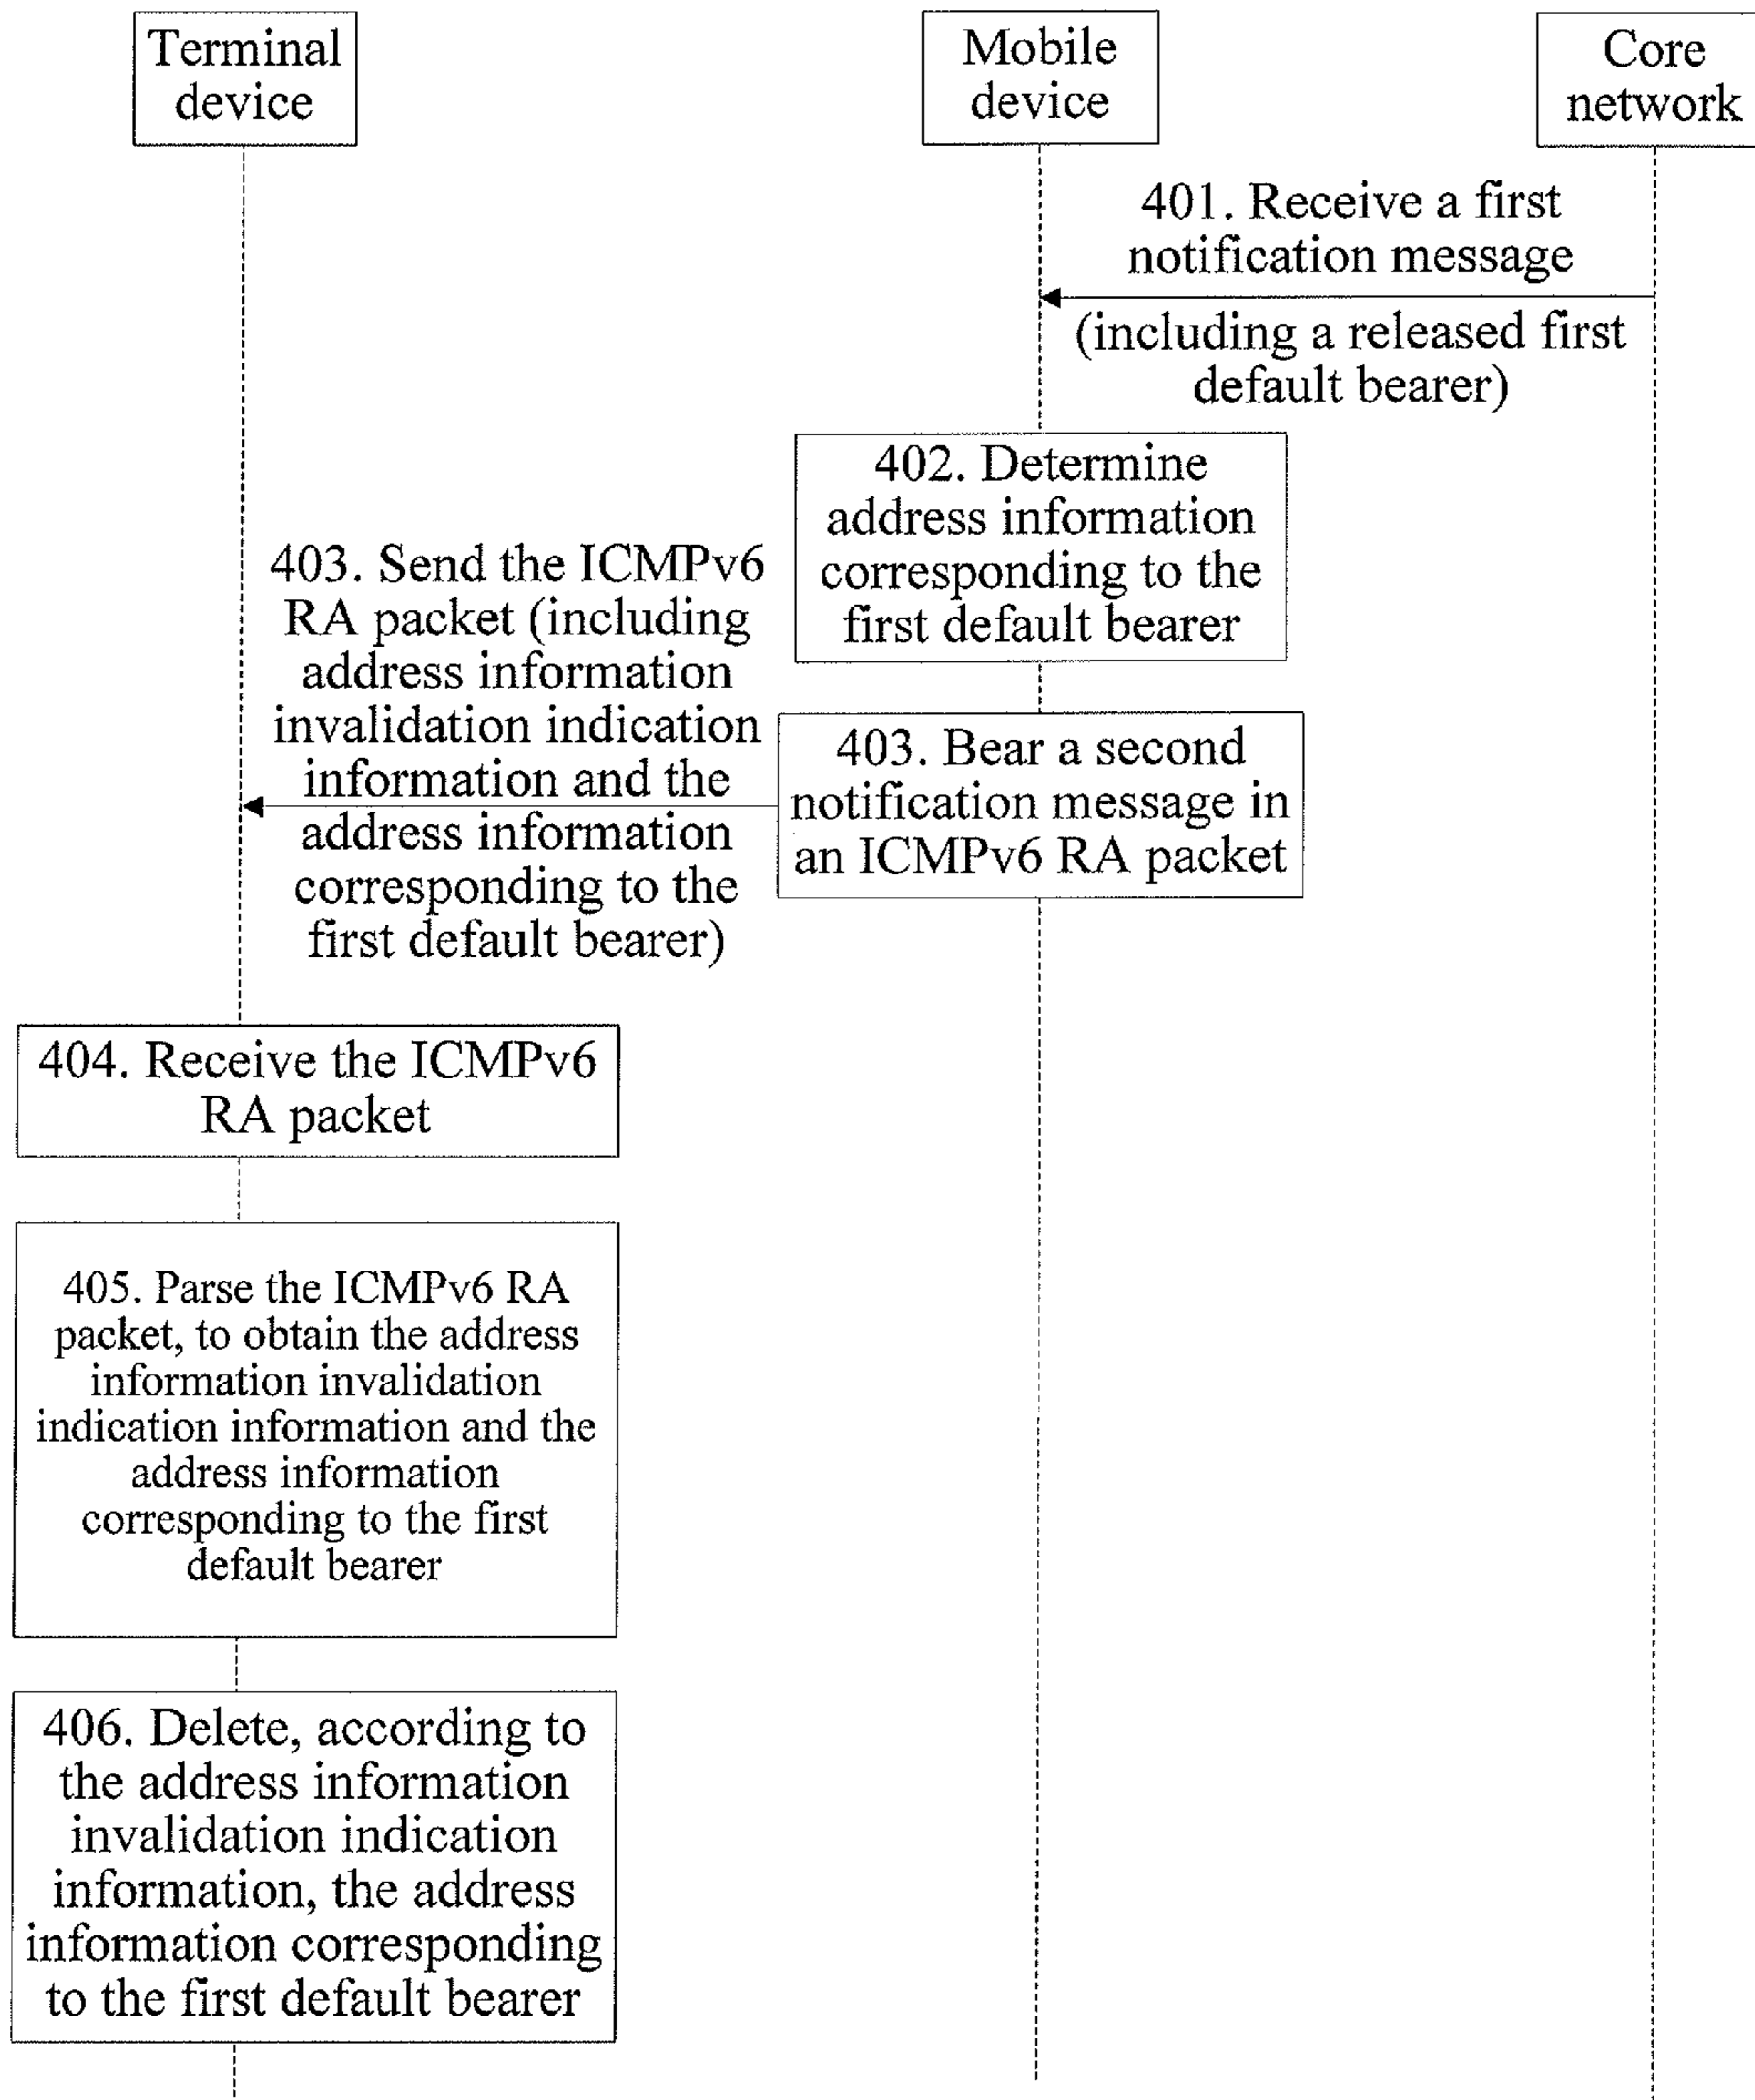 Terminal
device
Mobile
device
Core
network
401. Receive a first
notification message
(including a released first
default bearer)
402. Determine
address information
corresponding to the
first default bearer
403. Send the ICMPv6
RA packet (including
address information
invalidation indication
information and the
address information
corresponding to the
first default bearer)
403. Bear a second
notification message in
an ICMPv6 RA packet
404. Receive the ICMPv6
RA packet
405. Parse the ICMPv6 RA
packet, to obtain the address
information invalidation
indication information and the
address information
corresponding to the first
default bearer
406. Delete, according to
the address information
invalidation indication
information, the address
information corresponding
to the first default bearer